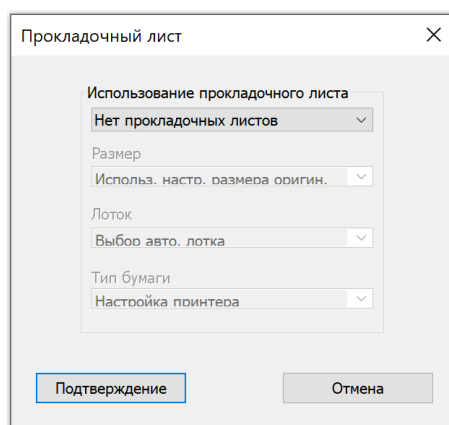 Прокладочный лист
Использование прокладочного листа
Нет прокладочных листов
Размер
Использ. настр. размера оригин.
Лоток
Выбор авто. лотка
Тип бумаги
Настройка принтера
Подтверждение
Отмена